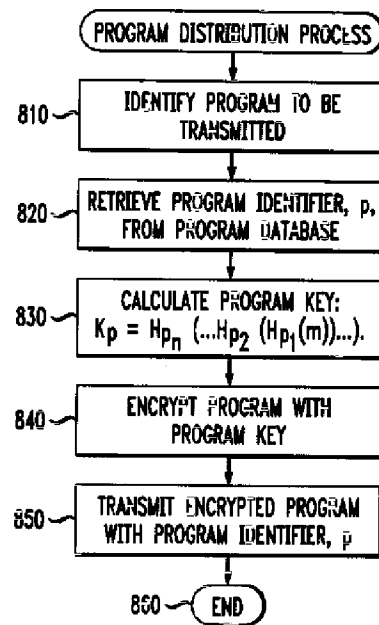 PROGRAM DISTRIBUTION PROCESS
810
IDENTIFY PROGRAM TO BE
TRANSMITTED
820
RETRIEVE PROGRAM IDENTIFIER, p,
FROM PROGRAM DATABASE
830
CALCULATE PROGRAM KEY:
Kp = Hpn (...Hp2 (Hp1(m))...).
840
ENCRYPT PROGRAM WITH
PROGRAM KEY
850
TRANSMIT ENCRYPTED PROGRAM
WITH PROGRAM IDENTIFIER, p
860
END